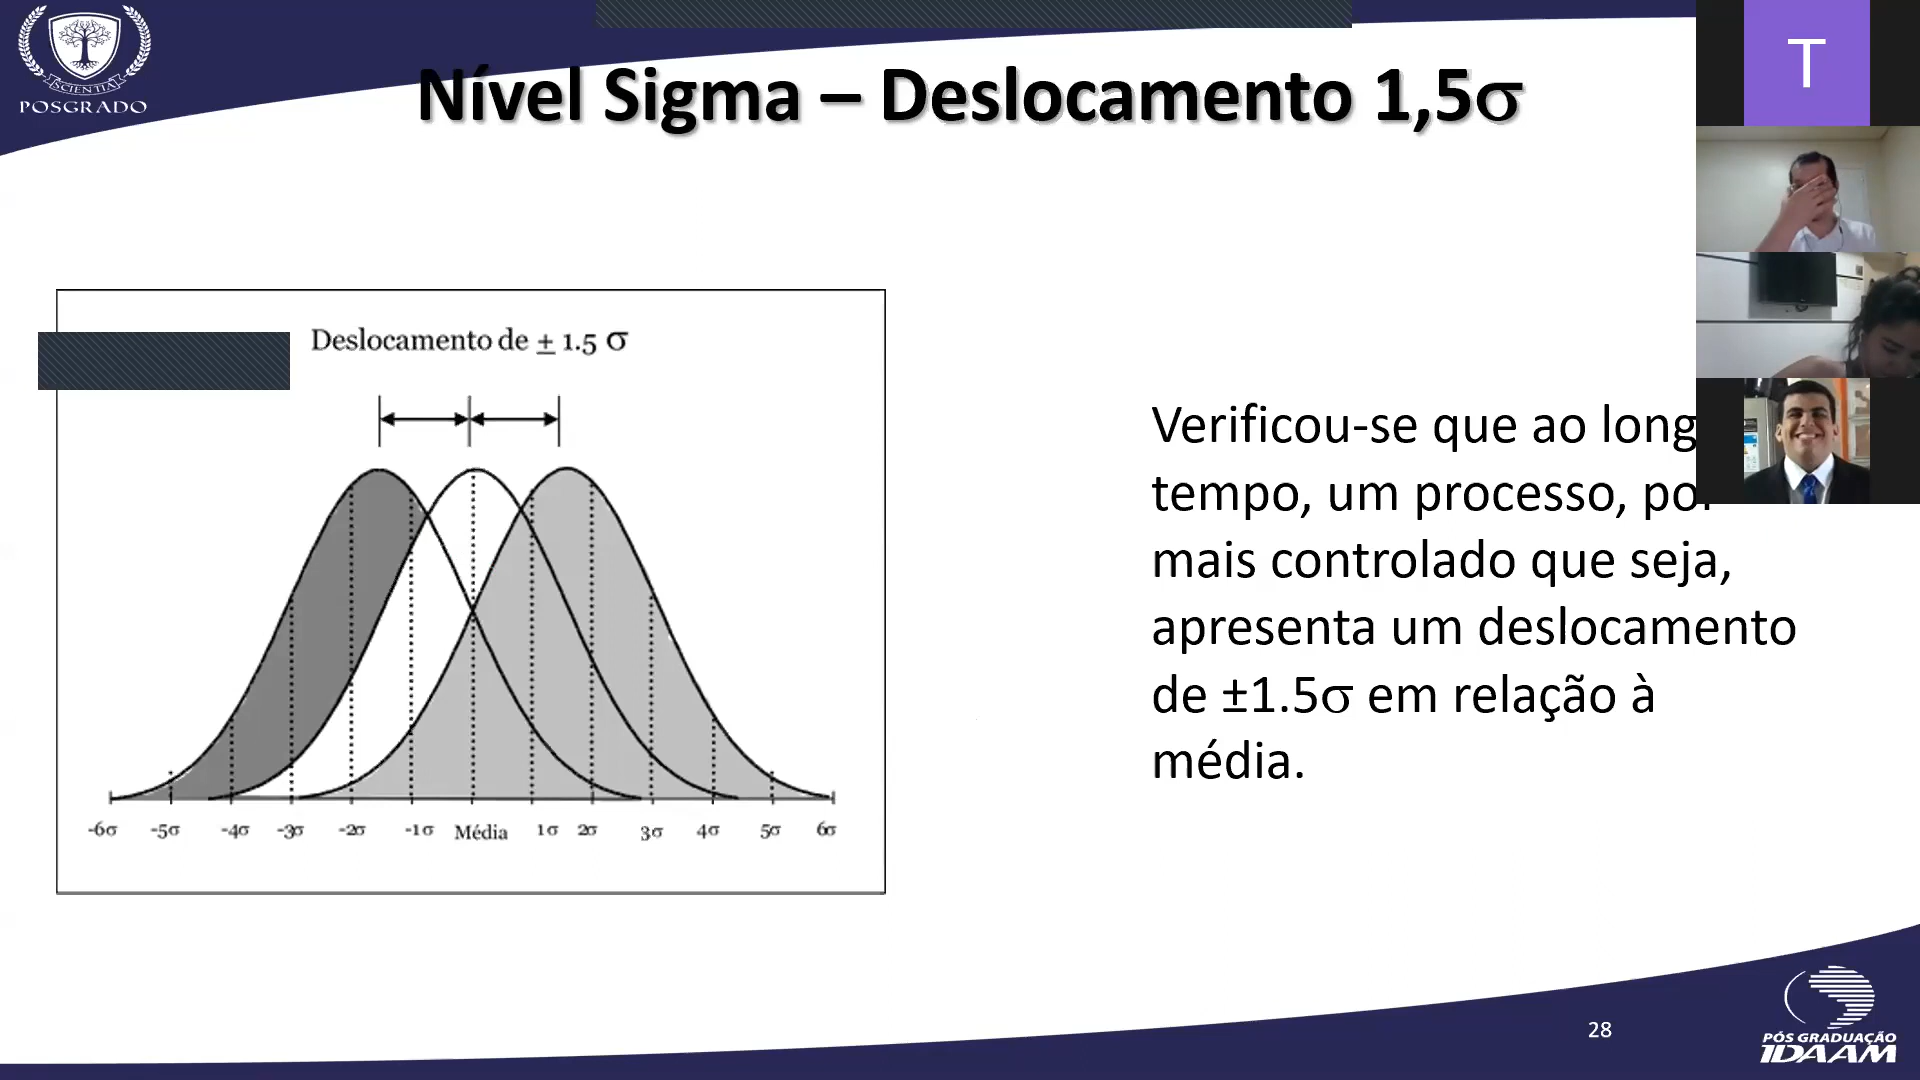 SCIENTIA
POSGRADO
Nível Sigma – Deslocamento 1,5σ
T
Deslocamento de ± 1.5 σ
-6σ -5σ -4σ -3σ -2σ -1σ Média 1σ 2σ 3σ 4σ 5σ 6σ
Verificou-se que ao long
tempo, um processo, por
mais controlado que seja,
apresenta um deslocamento
de ±1.5σ em relação à
média.
28
PÓS GRADUAÇÃO
IDAAM